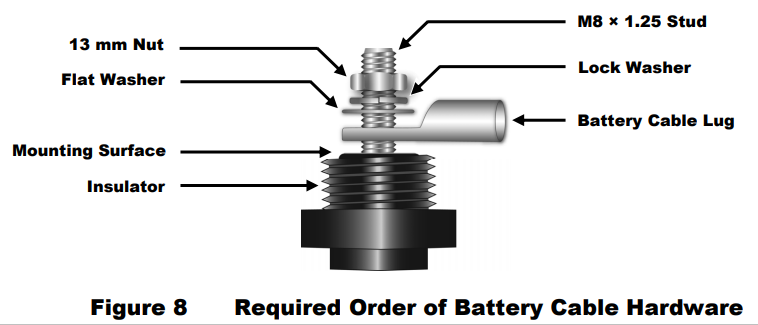 M8 × 1.25 Stud
13 mm Nut
Lock Washer
Flat Washer
Battery Cable Lug
Mounting Surface
Insulator
Figure 8 Required Order of Battery Cable Hardware